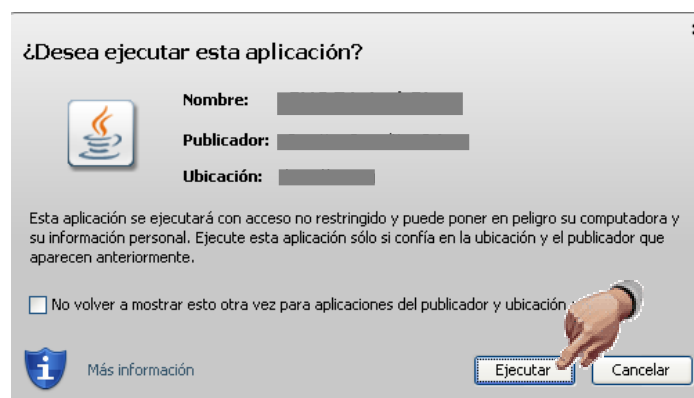 ¿Desea ejecutar esta aplicación?
Nombre:
Publicador:
Ubicación:
Esta aplicación se ejecutará con acceso no restringido y puede poner en peligro su computadora y
su información personal. Ejecute esta aplicación sólo si confía en la ubicación y el publicador que
aparecen anteriormente.
No volver a mostrar esto otra vez para aplicaciones del publicador y ubicación
Más información
Ejecutar
Cancelar